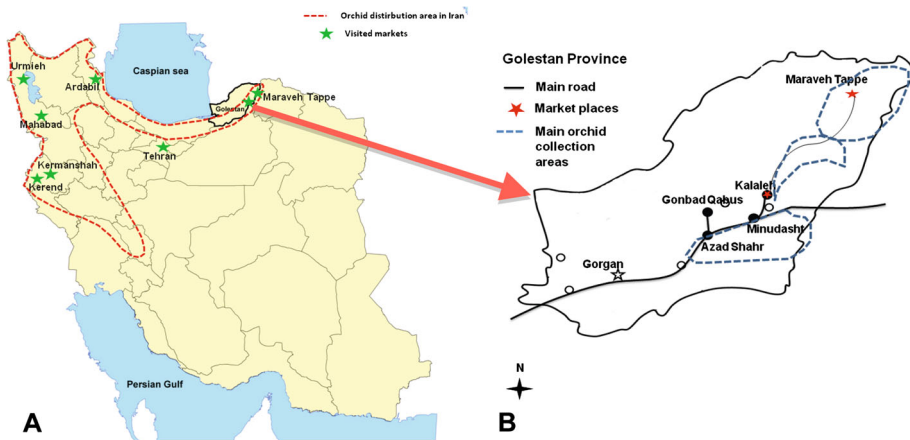 Orchid distirbution area in Iran
Visited markets
Urmieh
Ardabil
Caspian sea
Mahabad
Golestan
Maraveh Tappe
Tehran
Kermanshah
Kerend
Persian Gulf
A
B
Golestan Province
Main road
Market places
Main orchid
collection
areas
Maraveh Tappe
Kalaleh
Gonbad Qabus
Minudasht
Azad Shahr
Gorgan
N